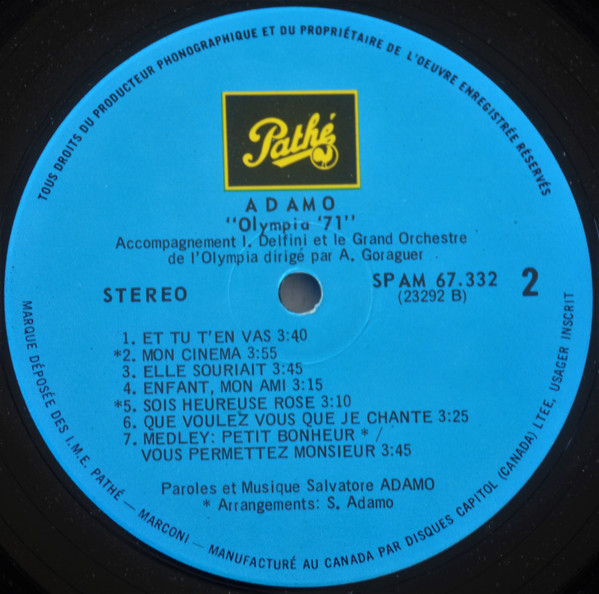 TOUS DROITS DU PRODUCTEUR PHONOGRAPHIQUE ET DU PROPRIÉTAIRE DE L'OEUVRE ENREGISTRÉE RÉSERVÉS
Pathé
ADAMO
"Olympia '71"
Accompagnement I. Delfini et le Grand Orchestre
de l'Olympia dirigé par A. Goraguer
STEREO
SPAM 67.332
(23292 B)
2
1. ET TU T'EN VAS 3:40
*2. MON CINEMA 3:55
3. ELLE SOURIAIT 3:45
4. ENFANT, MON AMI 3:15
*5. SOIS HEUREUSE ROSE 3:10
6. QUE VOULEZ VOUS QUE JE CHANTE 3:25
7. MEDLEY: PETIT BONHEUR * /
VOUS PERMETTEZ MONSIEUR 3:45
Paroles et Musique Salvatore ADAMO
* Arrangements: S. Adamo
MARQUE DÉPOSÉE DES I.M.E. PATHÉ — MARCONI — MANUFACTURÉ AU CANADA PAR DISQUES CAPITOL (CANADA) LTEE, USAGER INSCRIT